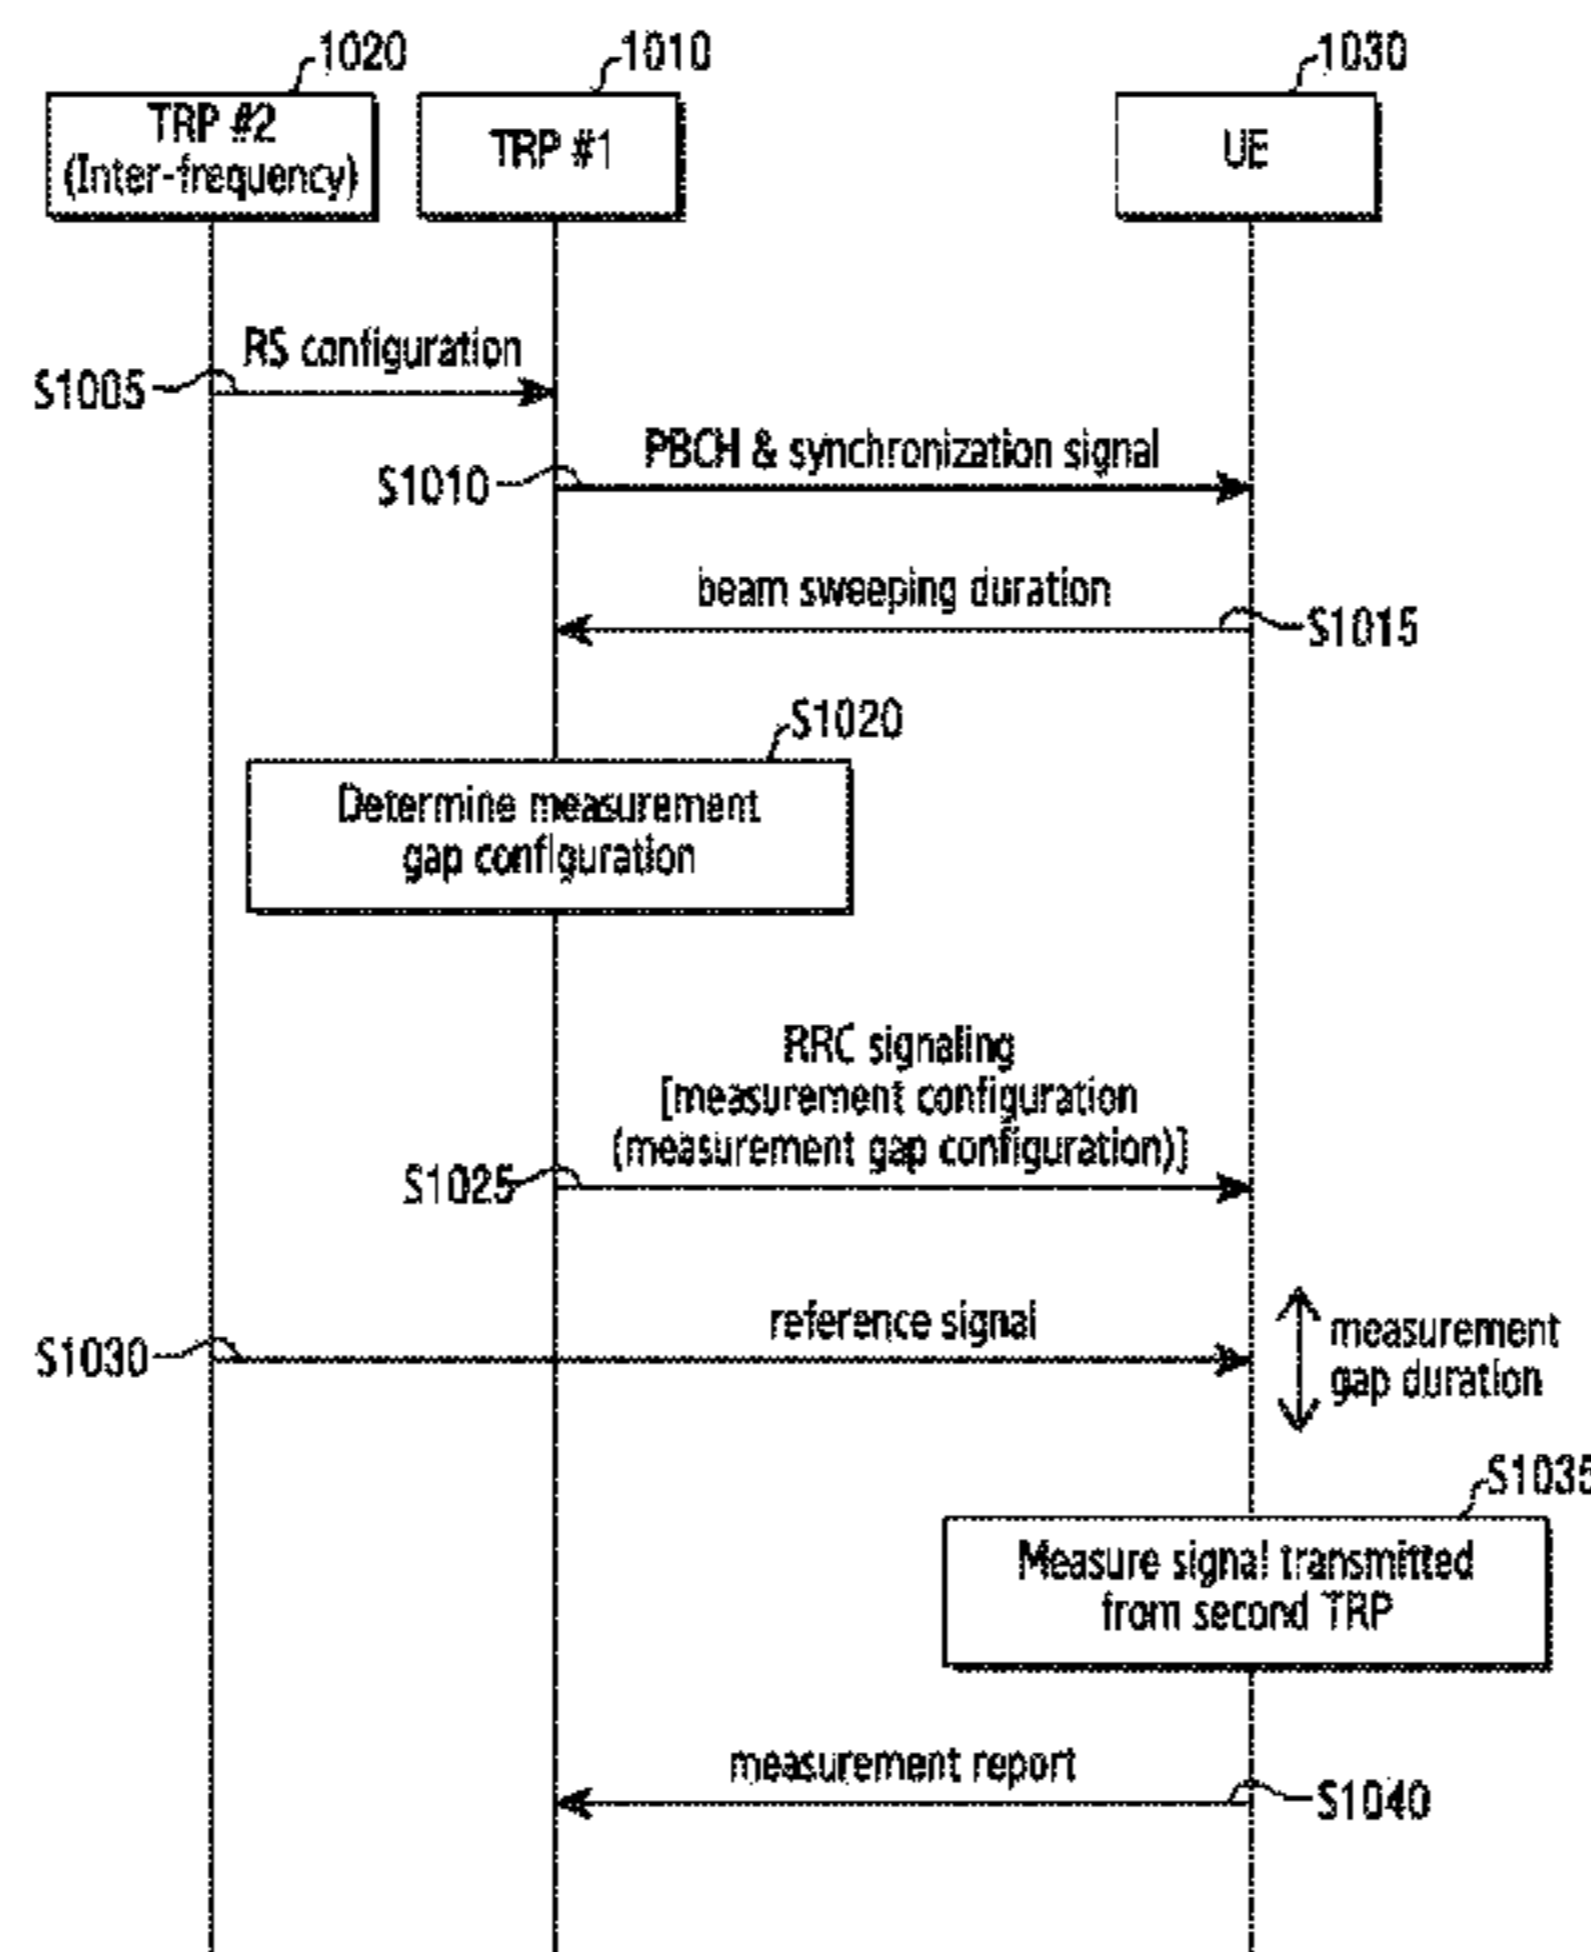 1020
1010
1030
TRP #2
(Inter-frequency)
TRP #1
UE
RS configuration
S1005
PBCH & synchronization signal
S1010
beam sweeping duration
S1015
S1020
Determine measurement
gap configuration
RRC signaling
[measurement configuration
(measurement gap configuration)]
S1025
reference signal
S1030
measurement
gap duration
S1035
Measure signal transmitted
from second TRP
measurement report
S1040